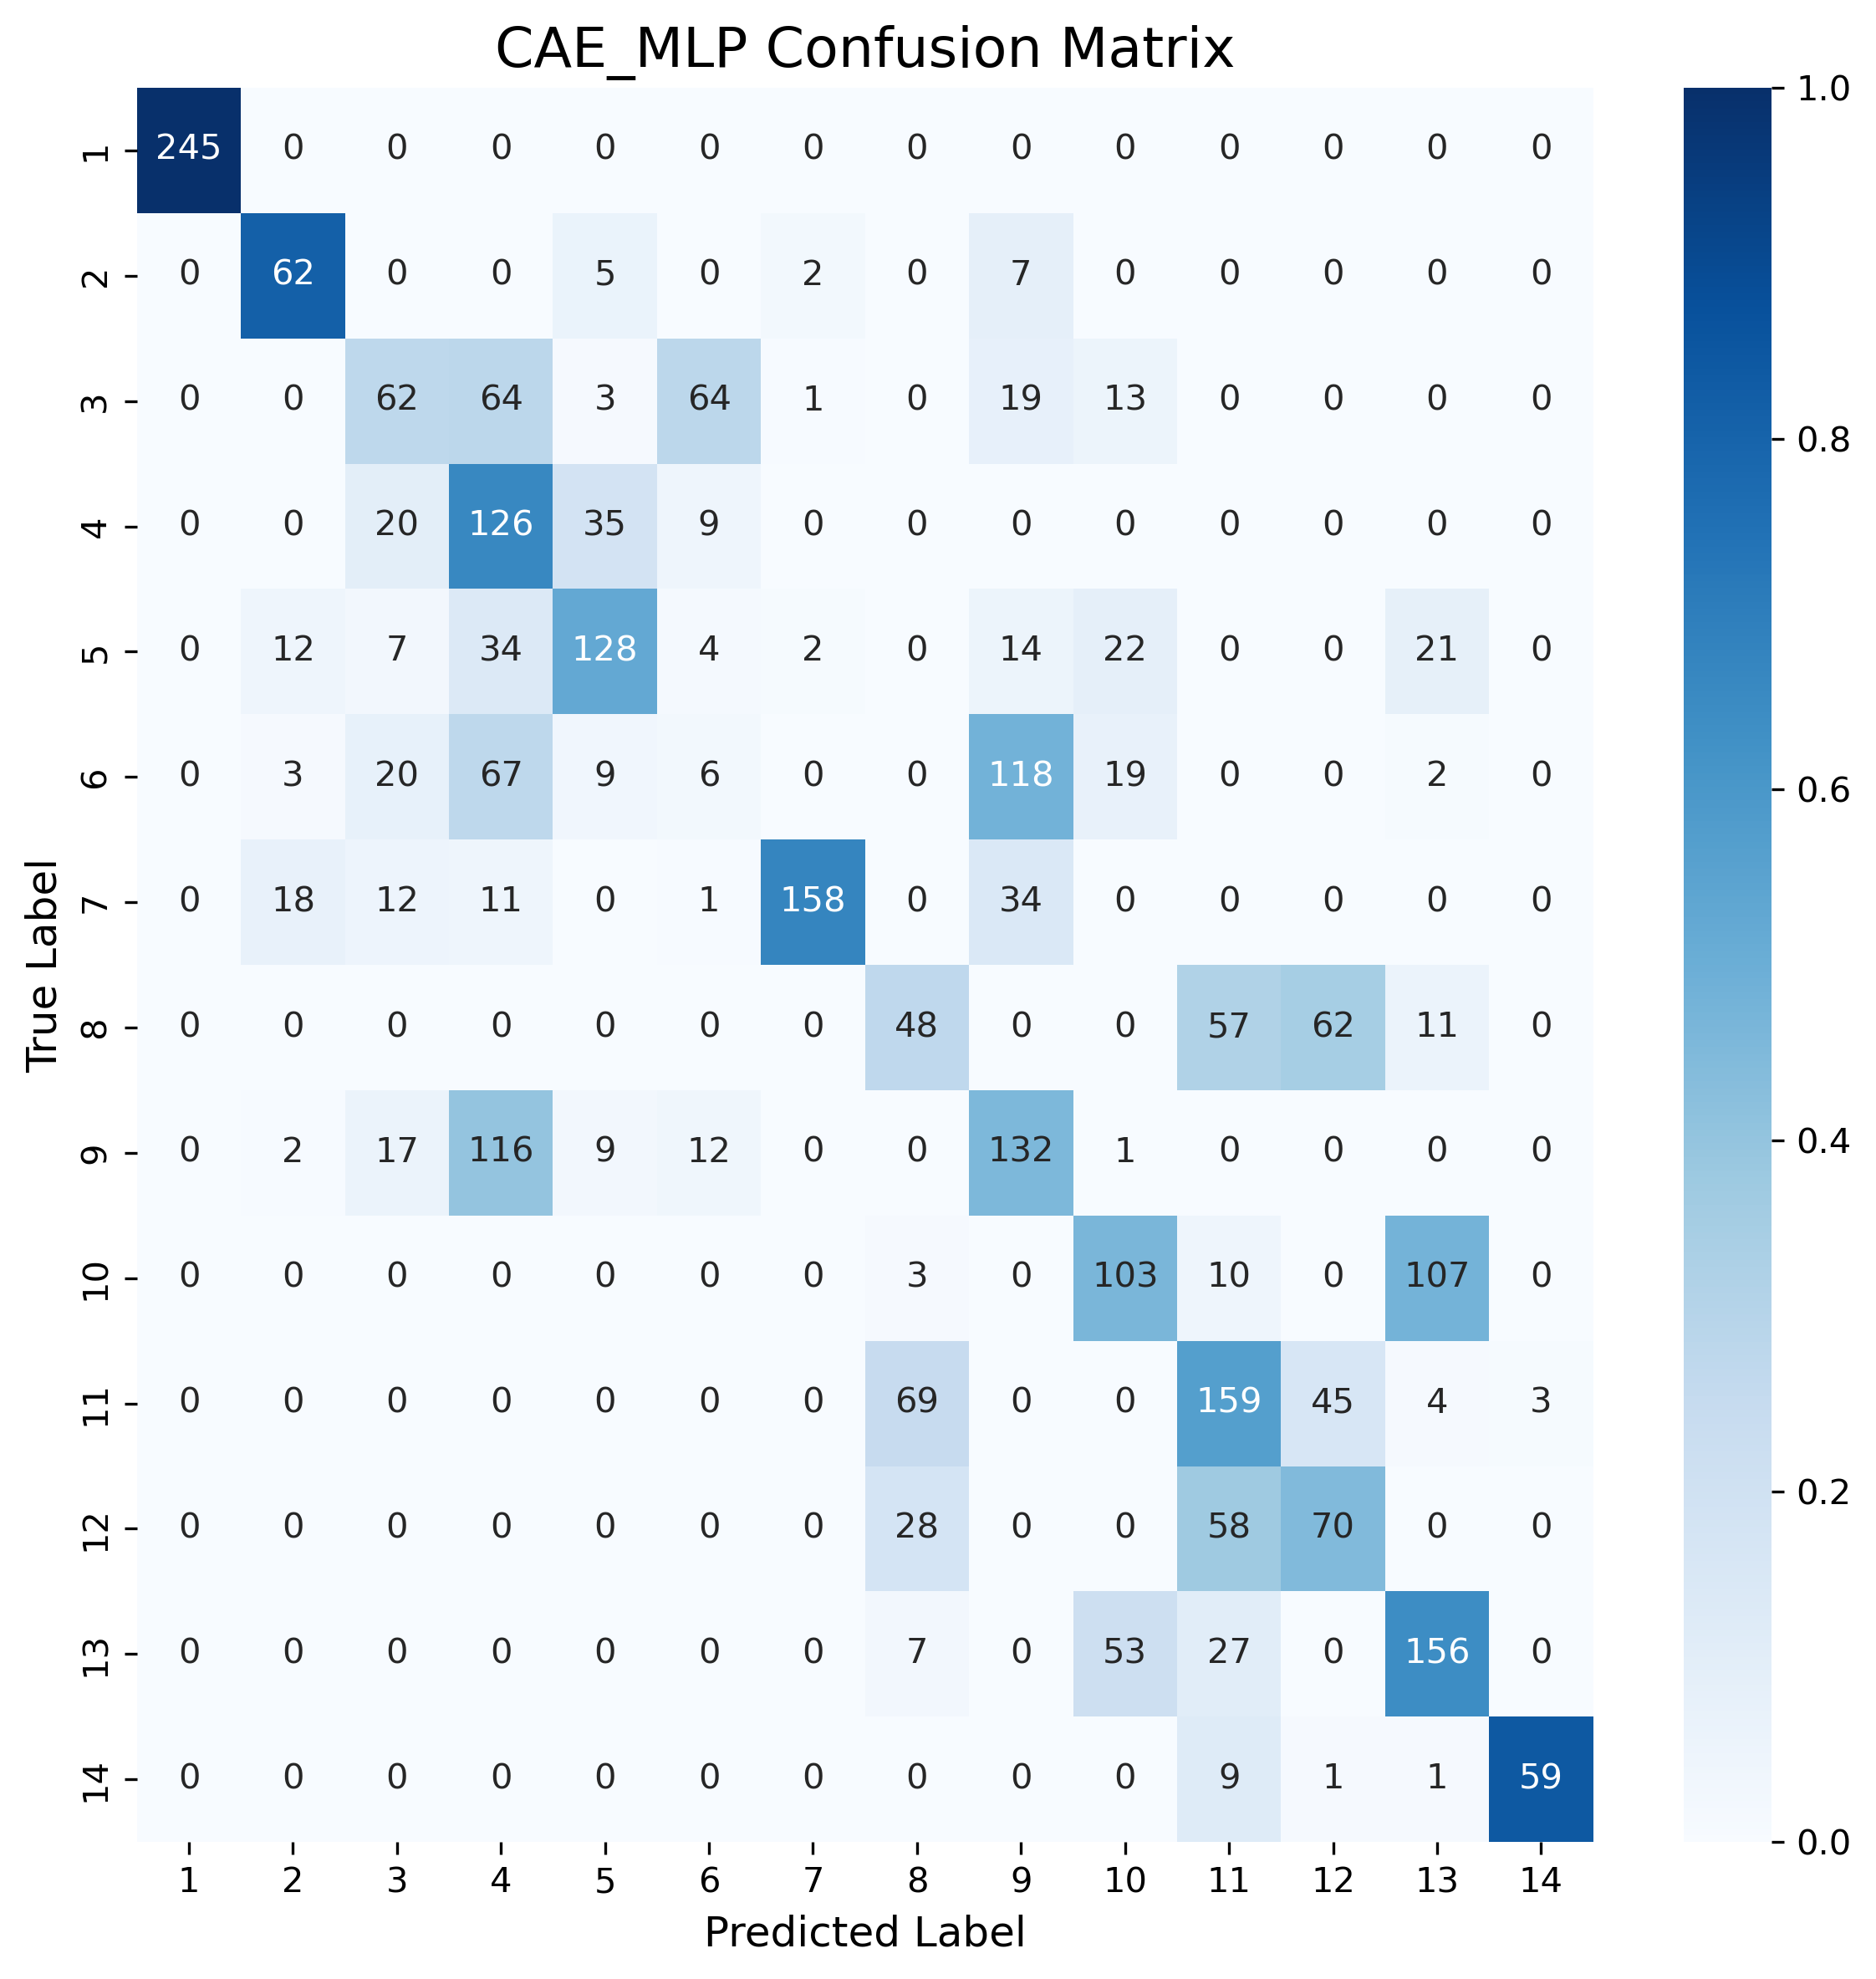 CAE_MLP Confusion Matrix
1 245 0 0 0 0 0 0 0 0 0 0 0 0 0
2 0 62 0 0 5 0 2 0 7 0 0 0 0 0
3 0 0 62 64 3 64 1 0 19 13 0 0 0 0
4 0 0 20 126 35 9 0 0 0 0 0 0 0 0
5 0 12 7 34 128 4 2 0 14 22 0 0 21 0
6 0 3 20 67 9 6 0 0 118 19 0 0 2 0
7 0 18 12 11 0 1 158 0 34 0 0 0 0 0
8 0 0 0 0 0 0 0 48 0 0 57 62 11 0
9 0 2 17 116 9 12 0 0 132 1 0 0 0 0
10 0 0 0 0 0 0 0 3 0 103 10 0 107 0
11 0 0 0 0 0 0 0 69 0 0 159 45 4 3
12 0 0 0 0 0 0 0 28 0 0 58 70 0 0
13 0 0 0 0 0 0 0 7 0 53 27 0 156 0
14 0 0 0 0 0 0 0 0 0 0 9 1 1 59
1 2 3 4 5 6 7 8 9 10 11 12 13 14
Predicted Label
True Label
1.0
0.8
0.6
0.4
0.2
0.0